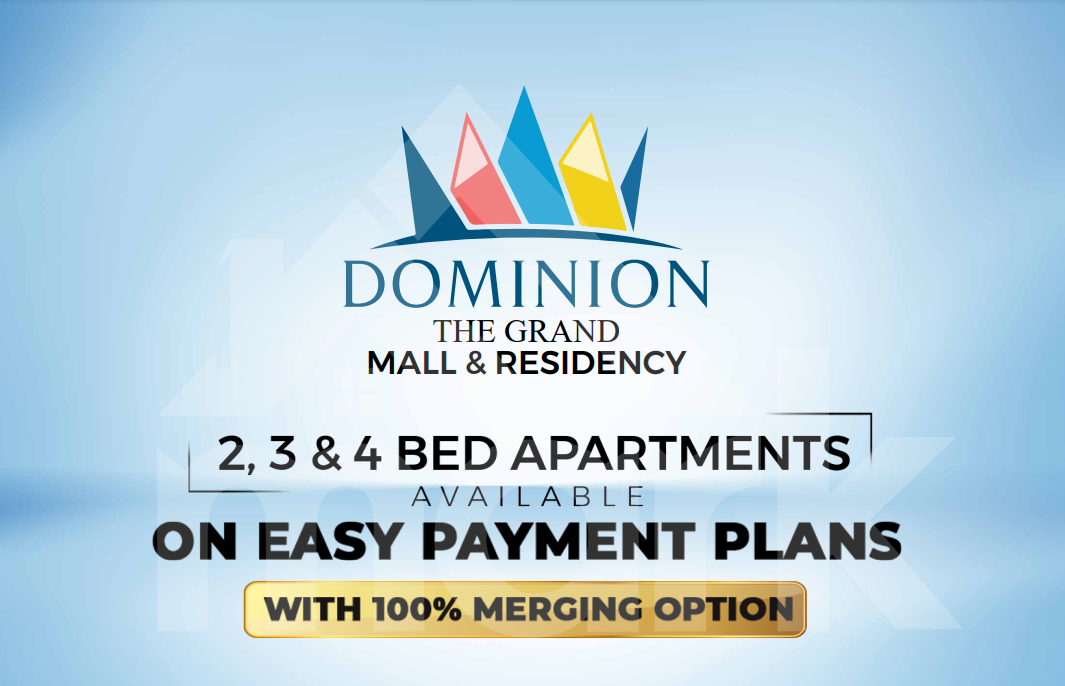 DOMINION
THE GRAND
MALL & RESIDENCY
2, 3 & 4 BED APARTMENTS
AVAILABLE
ON EASY PAYMENT PLANS
WITH 100% MERGING OPTION